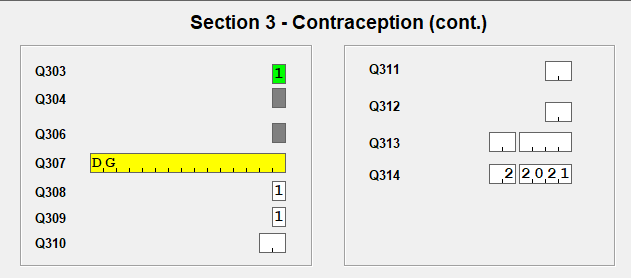 Section 3 - Contraception (cont.)
Q303 1
Q304
Q306
Q307 DG
Q308 1
Q309 1
Q310
Q311
Q312
Q313
Q314 2 2021